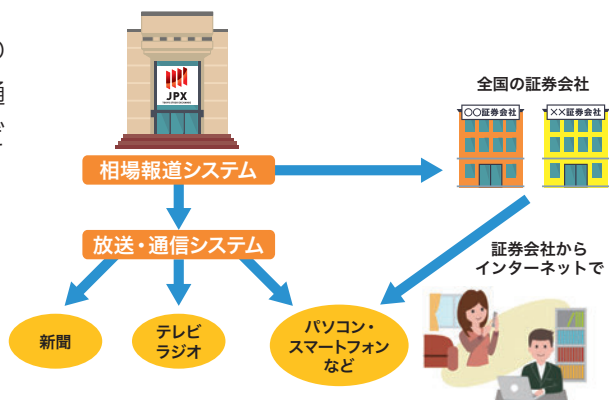 JPX
全国の証券会社
〇〇証券会社
××証券会社
相場報道システム
放送・通信システム
証券会社から
インターネットで
新聞
テレビ
ラジオ
パソコン・
スマートフォン
など